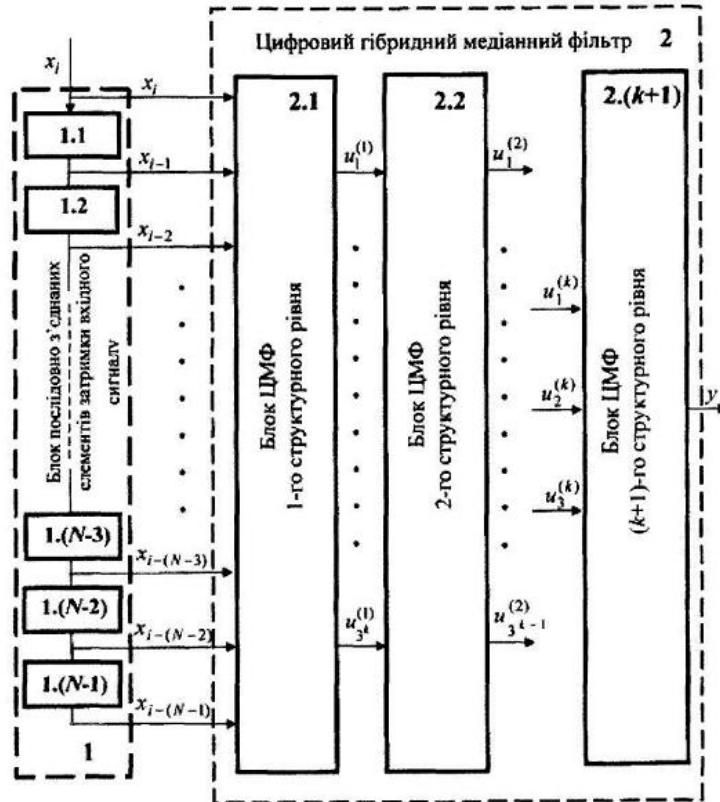 Цифровий гібридний медіанний фільтр 2
x_i
x_i
1.1
x_{i-1}
1.2
x_{i-2}
Блок послідовно з'єднаних
елементів затримки вхідного
сигналу
1.(N-3)
x_{i-(N-3)}
1.(N-2)
x_{i-(N-2)}
1.(N-1)
x_{i-(N-1)}
1
2.1
Блок ЦМФ
1-го структурного рівня
u_1^{(1)}
u_{3^k}^{(1)}
2.2
Блок ЦМФ
2-го структурного рівня
u_1^{(2)}
u_{3^{k-1}}^{(2)}
u_1^{(k)}
u_2^{(k)}
u_3^{(k)}
2.(k+1)
Блок ЦМФ
(k+1)-го структурного рівня
y